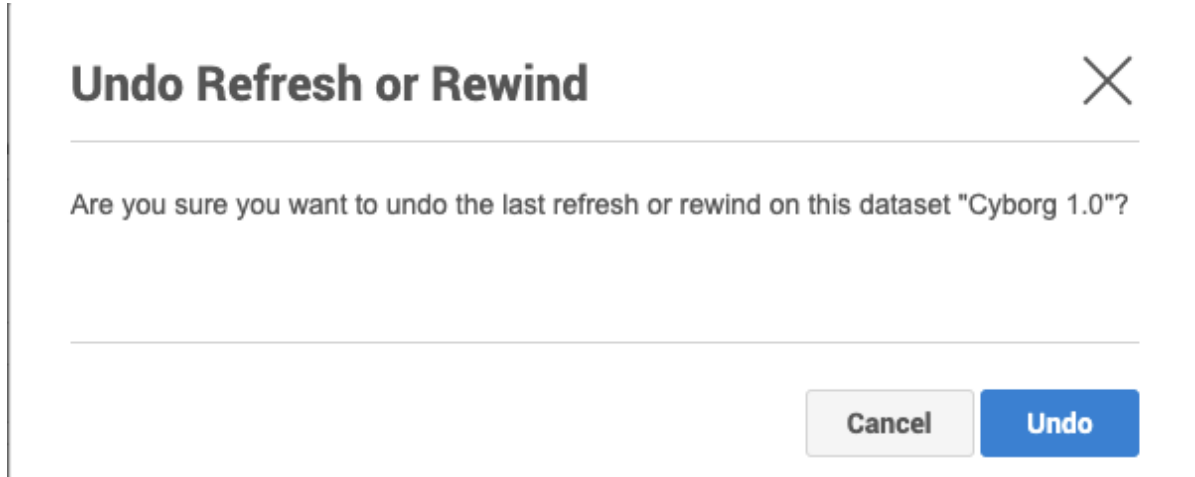 Undo Refresh or Rewind
Are you sure you want to undo the last refresh or rewind on this dataset "Cyborg 1.0"?
Cancel
Undo